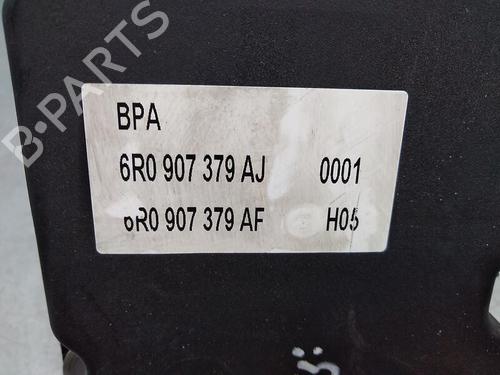 B-PARTS
BPA
6R0 907 379 AJ 0001
6R0 907 379 AF H05